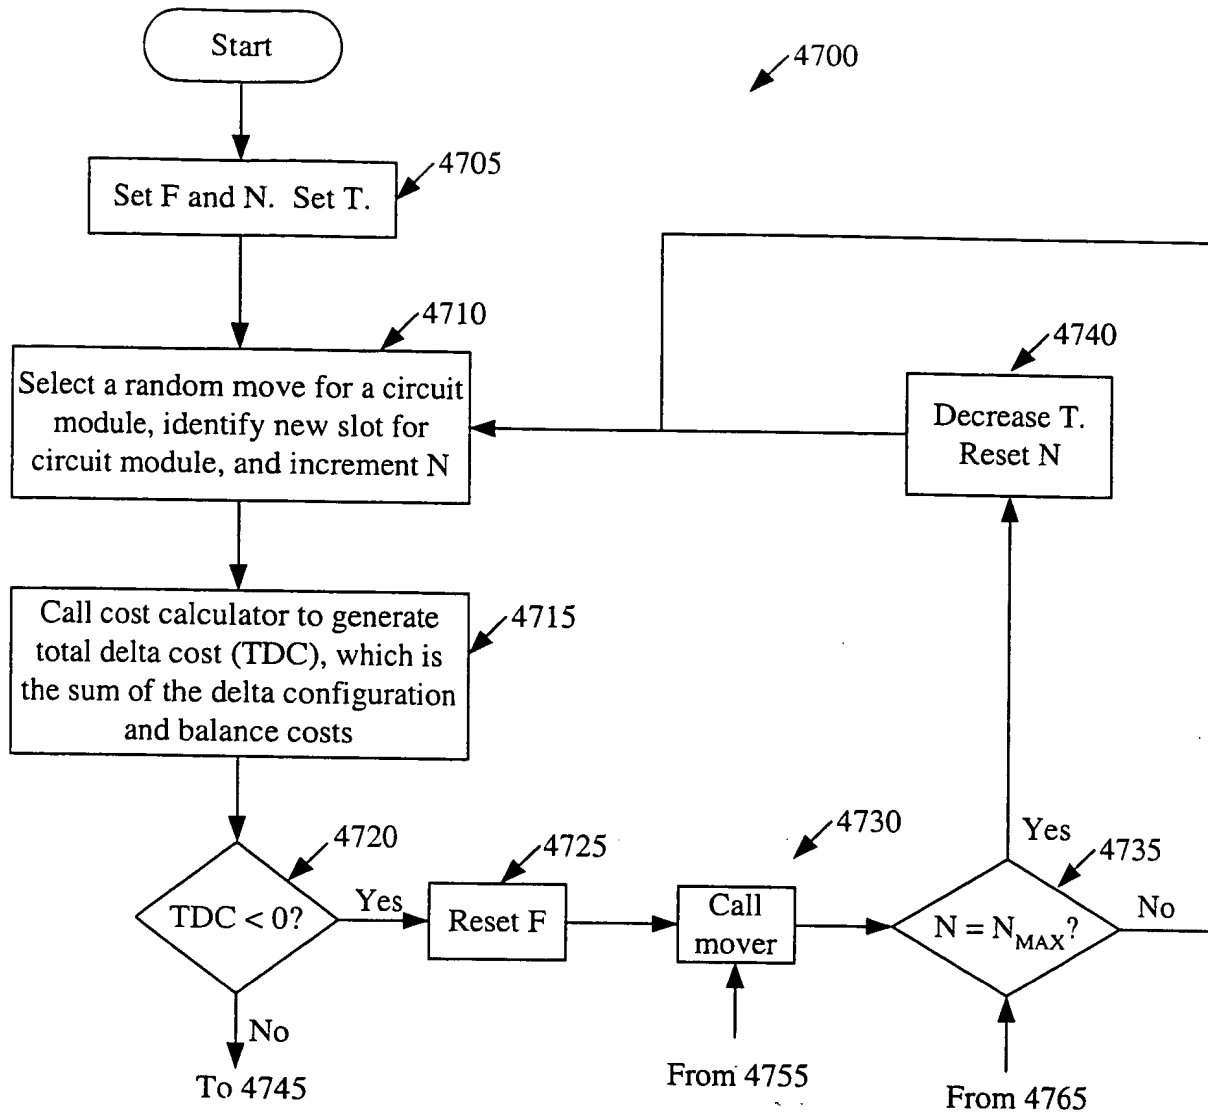 Start
4700
4705
Set F and N. Set T.
4710
Select a random move for a circuit
module, identify new slot for
circuit module, and increment N
4740
Decrease T.
Reset N
Call cost calculator to generate
total delta cost (TDC), which is
the sum of the delta configuration
and balance costs
4715
4720
TDC < 0?
Yes
4725
Reset F
4730
Call
mover
Yes
4735
N = NMAX?
No
No
To 4745
From 4755
From 4765